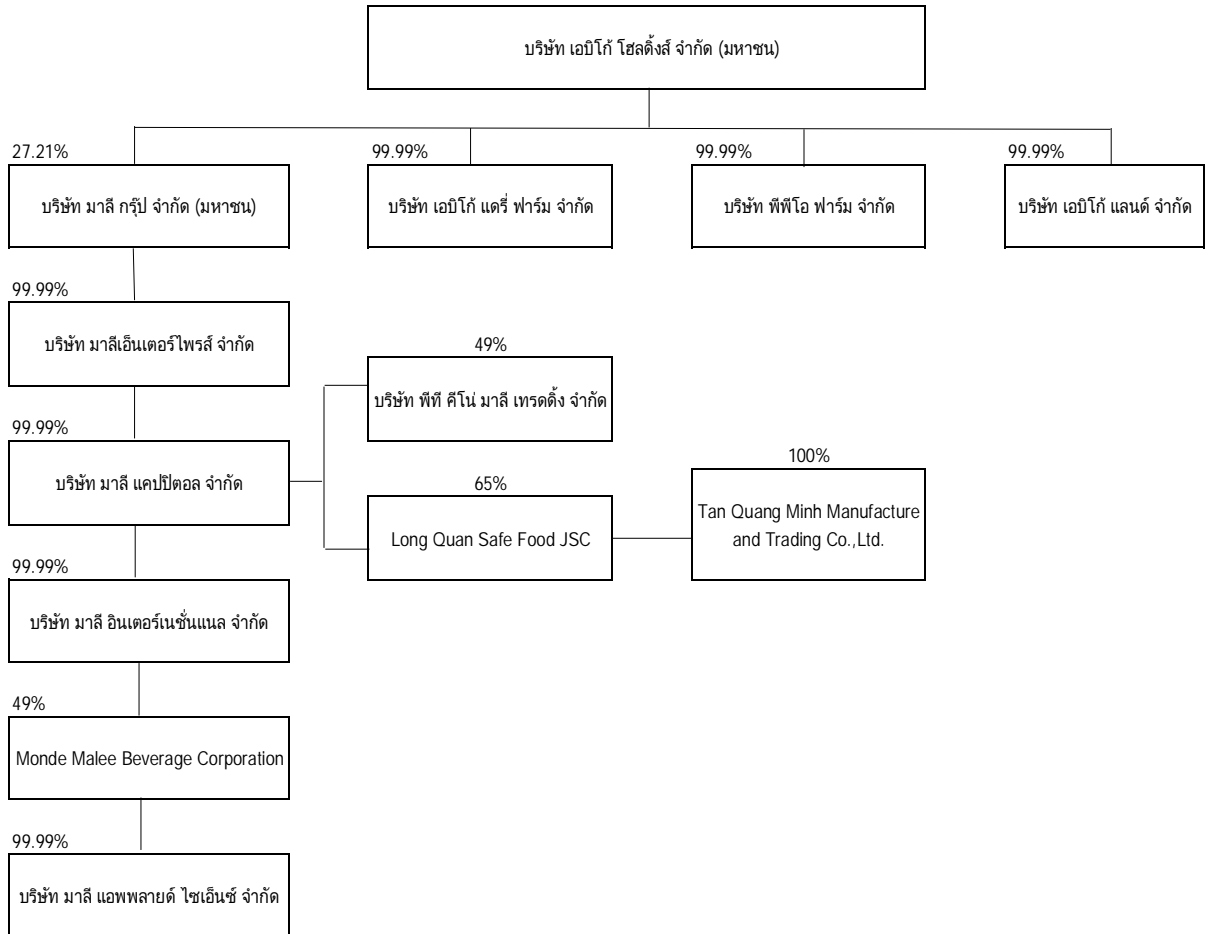 บริษัท เอบิโก้ โฮลดิ้งส์ จำกัด (มหาชน)
27.21%
99.99%
99.99%
99.99%
บริษัท มาลี กรุ๊ป จำกัด (มหาชน)
บริษัท เอบิโก้ แดรี่ ฟาร์ม จำกัด
บริษัท พีพีโอ ฟาร์ม จำกัด
บริษัท เอบิโก้ แลนด์ จำกัด
99.99%
บริษัท มาลีเอ็นเตอร์ไพรส์ จำกัด
49%
บริษัท พีที คีโน่ มาลี เทรดดิ้ง จำกัด
99.99%
บริษัท มาลี แคปปิตอล จำกัด
65%
Long Quan Safe Food JSC
100%
Tan Quang Minh Manufacture
and Trading Co.,Ltd.
99.99%
บริษัท มาลี อินเตอร์เนชั่นแนล จำกัด
49%
Monde Malee Beverage Corporation
99.99%
บริษัท มาลี แอพพลายด์ ไซเอ็นซ์ จำกัด